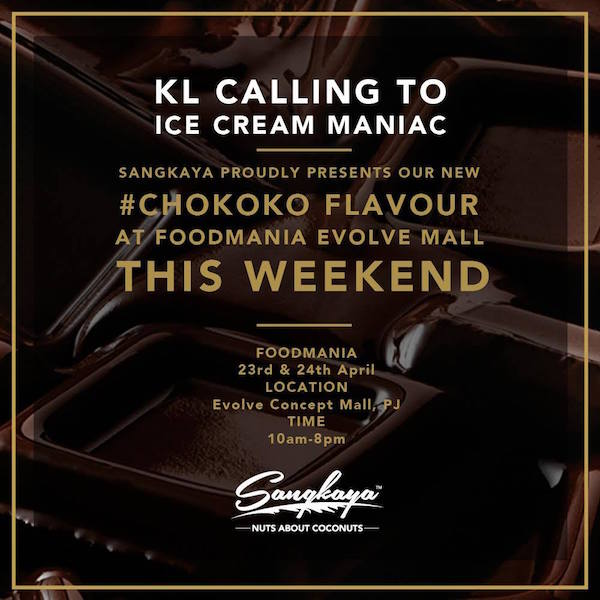 KL CALLING TO
ICE CREAM MANIAC
SANGKAYA PROUDLY PRESENTS OUR NEW
#CHOKOKO FLAVOUR
AT FOODMANIA EVOLVE MALL
THIS WEEKEND
FOODMANIA
23rd & 24th April
LOCATION
Evolve Concept Mall, PJ
TIME
10am-8pm
Sangkaya™
NUTS ABOUT COCONUTS